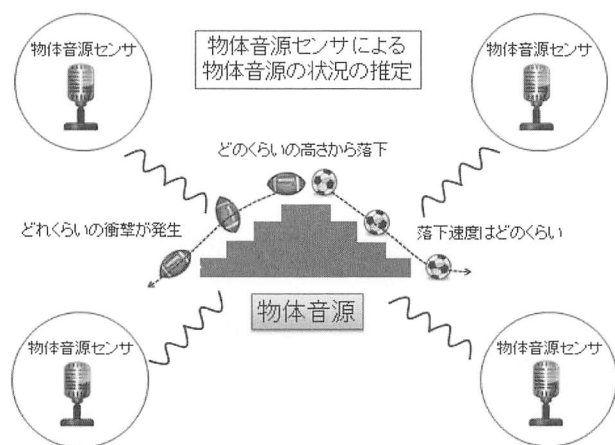 物体音源センサ
物体音源センサによる
物体音源の状況の推定
物体音源センサ
どのくらいの高さから落下
どれくらいの衝撃が発生
落下速度はどのくらい
物体音源
物体音源センサ
物体音源センサ